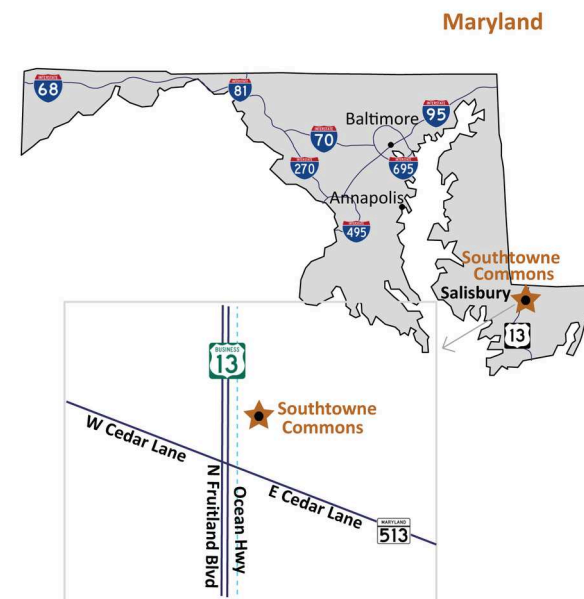 Maryland
INTERSTATE
68
INTERSTATE
81
INTERSTATE
95
Baltimore
INTERSTATE
70
INTERSTATE
270
INTERSTATE
695
Annapolis
INTERSTATE
495
Southtowne
Commons
Salisbury
13
BUSINESS
13
Southtowne
Commons
W Cedar Lane
N Fruitland Blvd
Ocean Hwy
E Cedar Lane
MARYLAND
513